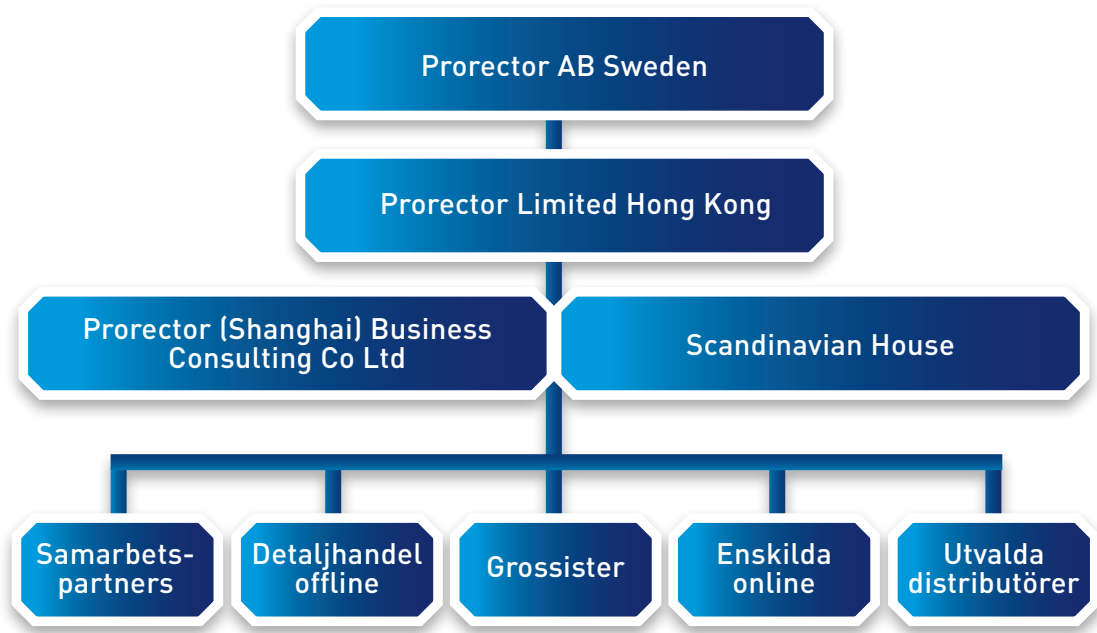 Prorector AB Sweden
Prorector Limited Hong Kong
Prorector (Shanghai) Business
Consulting Co Ltd
Scandinavian House
Samarbets-
partners
Detaljhandel
offline
Grossister
Enskilda
online
Utvalda
distributörer